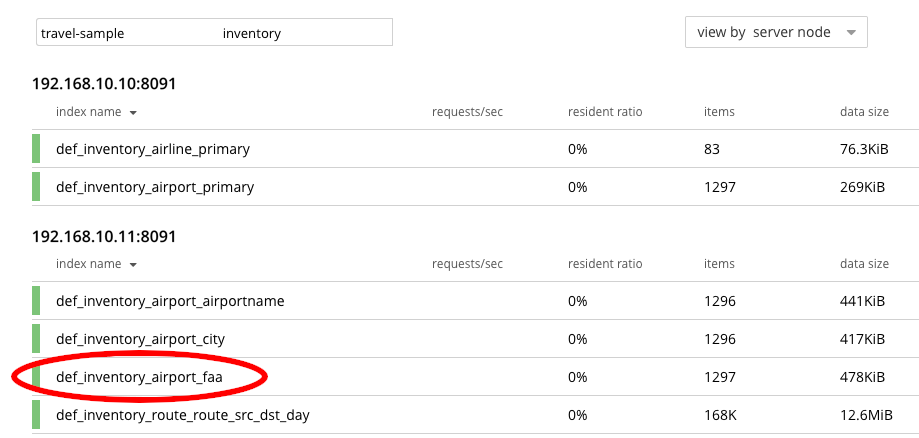 travel-sample inventory view by server node
192.168.10.10:8091
index name requests/sec resident ratio items data size
def_inventory_airline_primary 0% 83 76.3KiB
def_inventory_airport_primary 0% 1297 269KiB
192.168.10.11:8091
index name requests/sec resident ratio items data size
def_inventory_airport_airportname 0% 1296 441KiB
def_inventory_airport_city 0% 1296 417KiB
def_inventory_airport_faa 0% 1297 478KiB
def_inventory_route_route_src_dst_day 0% 168K 12.6MiB